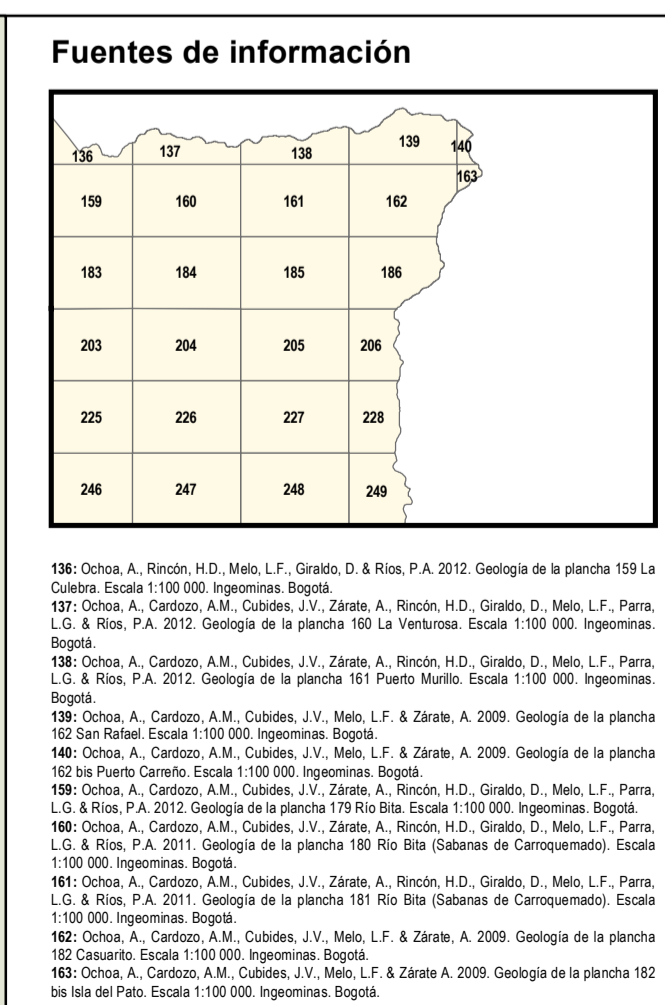 Fuentes de información
139
136 137 138 140
163
159 160 161 162
183 184 185 186
203 204 205 206
225 226 227 228
246 247 248 249
136: Ochoa, A., Rincón, H.D., Melo, L.F., Giraldo, D. & Ríos, P.A. 2012. Geología de la plancha 159 La
Culebra. Escala 1:100 000. Ingeominas. Bogotá.
137: Ochoa, A., Cardozo, A.M., Cubides, J.V., Zárate, A., Rincón, H.D., Giraldo, D., Melo, L.F., Parra,
L.G. & Ríos, P.A. 2012. Geología de la plancha 160 La Venturosa. Escala 1:100 000. Ingeominas.
Bogotá.
138: Ochoa, A., Cardozo, A.M., Cubides, J.V., Zárate, A., Rincón, H.D., Giraldo, D., Melo, L.F., Parra,
L.G. & Ríos, P.A. 2012. Geología de la plancha 161 Puerto Murillo. Escala 1:100 000. Ingeominas.
Bogotá.
139: Ochoa, A., Cardozo, A.M., Cubides, J.V., Melo, L.F. & Zárate, A. 2009. Geología de la plancha
162 San Rafael. Escala 1:100 000. Ingeominas. Bogotá.
140: Ochoa, A., Cardozo, A.M., Cubides, J.V., Melo, L.F. & Zárate, A. 2009. Geología de la plancha
162 bis Puerto Carreño. Escala 1:100 000. Ingeominas. Bogotá.
159: Ochoa, A., Cardozo, A.M., Cubides, J.V., Zárate, A., Rincón, H.D., Giraldo, D., Melo, L.F., Parra,
L.G. & Ríos, P.A. 2012. Geología de la plancha 179 Río Bita. Escala 1:100 000. Ingeominas. Bogotá.
160: Ochoa, A., Cardozo, A.M., Cubides, J.V., Zárate, A., Rincón, H.D., Giraldo, D., Melo, L.F., Parra,
L.G. & Ríos, P.A. 2011. Geología de la plancha 180 Río Bita (Sabanas de Carroquemado). Escala
1:100 000. Ingeominas. Bogotá.
161: Ochoa, A., Cardozo, A.M., Cubides, J.V., Zárate, A., Rincón, H.D., Giraldo, D., Melo, L.F., Parra,
L.G. & Ríos, P.A. 2011. Geología de la plancha 181 Río Bita (Sabanas de Carroquemado). Escala
1:100 000. Ingeominas. Bogotá.
162: Ochoa, A., Cardozo, A.M., Cubides, J.V., Melo, L.F. & Zárate, A. 2009. Geología de la plancha
182 Casuarito. Escala 1:100 000. Ingeominas. Bogotá.
163: Ochoa, A., Cardozo, A.M., Cubides, J.V., Melo, L.F. & Zárate A. 2009. Geología de la plancha 182
bis Isla del Pato. Escala 1:100 000. Ingeominas. Bogotá.